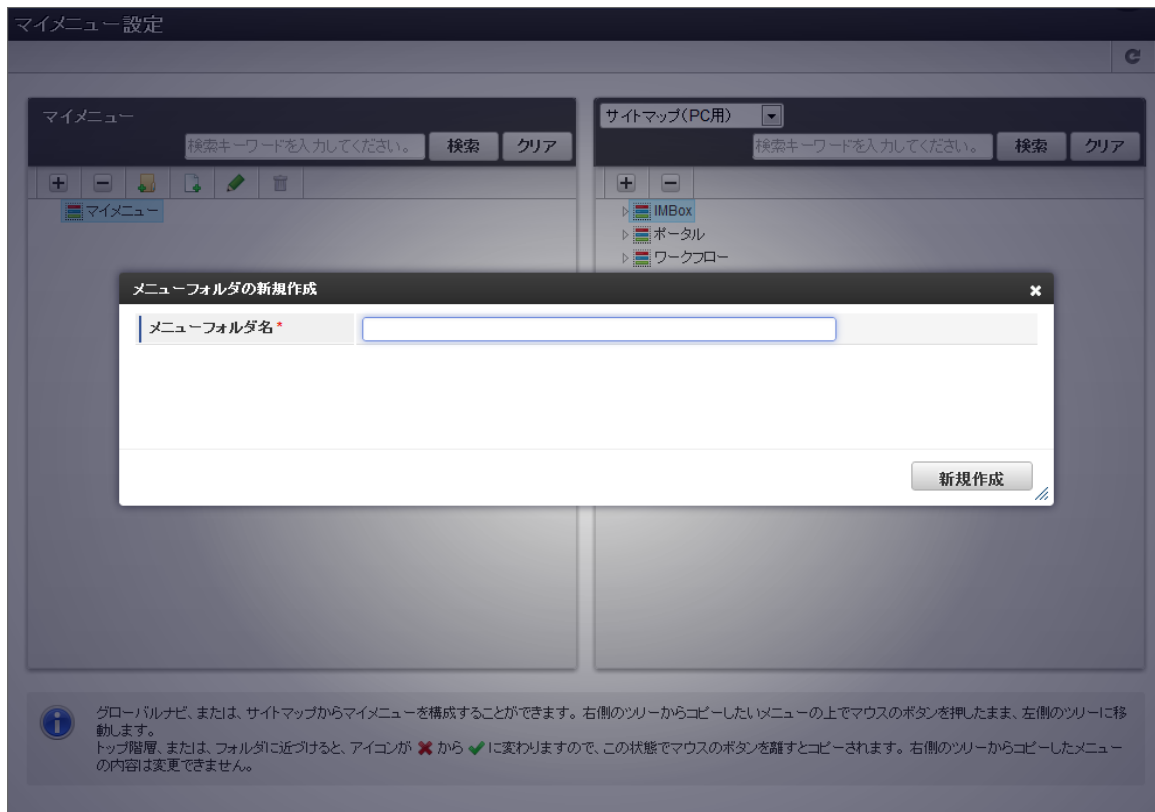 マイメニュー設定
マイメニュー
検索キーワードを入力してください。 検索 クリア
マイメニュー
サイトマップ(PC用)
検索キーワードを入力してください。 検索 クリア
IMBox
ポータル
ワークフロー
メニューフォルダの新規作成
メニューフォルダ名*
新規作成
グローバルナビ、または、サイトマップからマイメニューを構成することができます。右側のツリーからコピーしたいメニューの上でマウスのボタンを押したまま、左側のツリーに移
動します。
トップ階層、または、フォルダに近づけると、アイコンが ✖ から ✔ に変わりますので、この状態でマウスのボタンを離すとコピーされます。右側のツリーからコピーしたメニュー
の内容は変更できません。